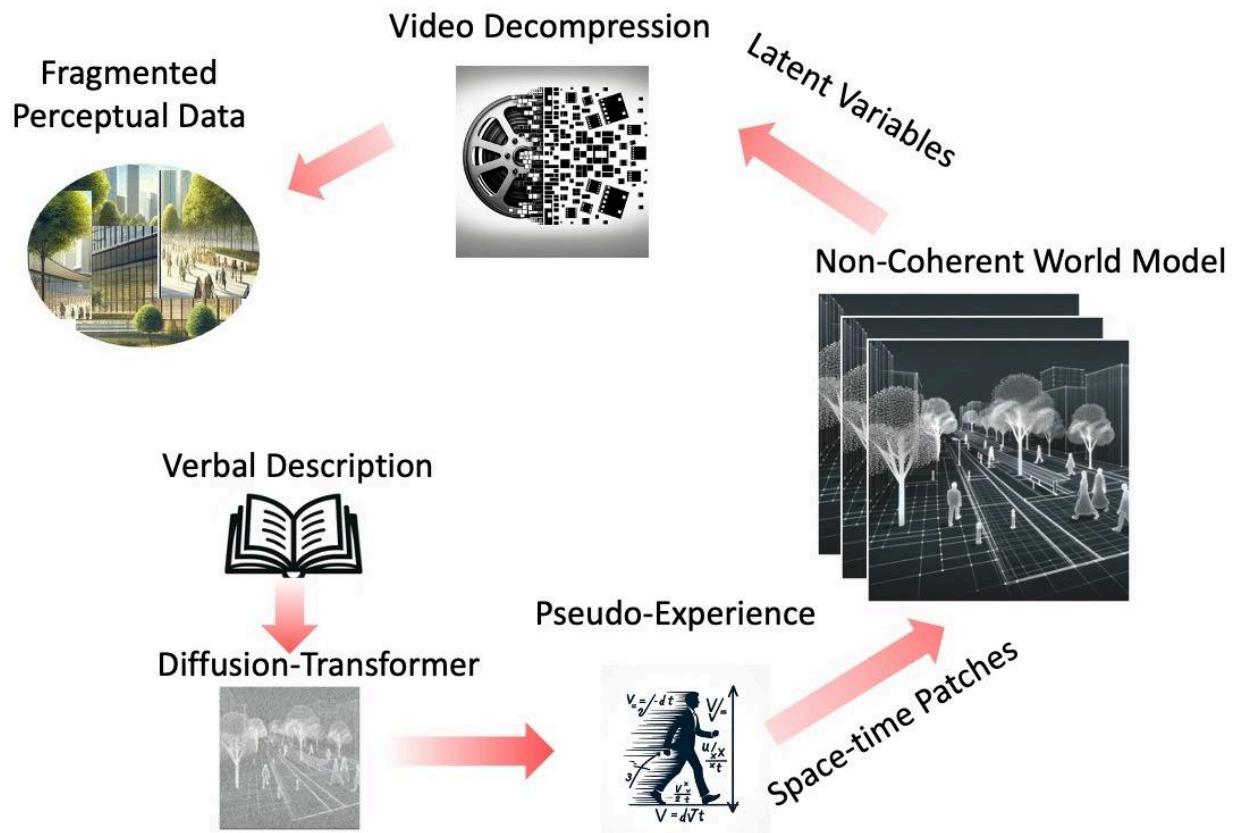 Video Decompression
Latent Variables
Fragmented
Perceptual Data
Non-Coherent World Model
Verbal Description
Pseudo-Experience
Diffusion-Transformer
Space-time Patches
V = d√t